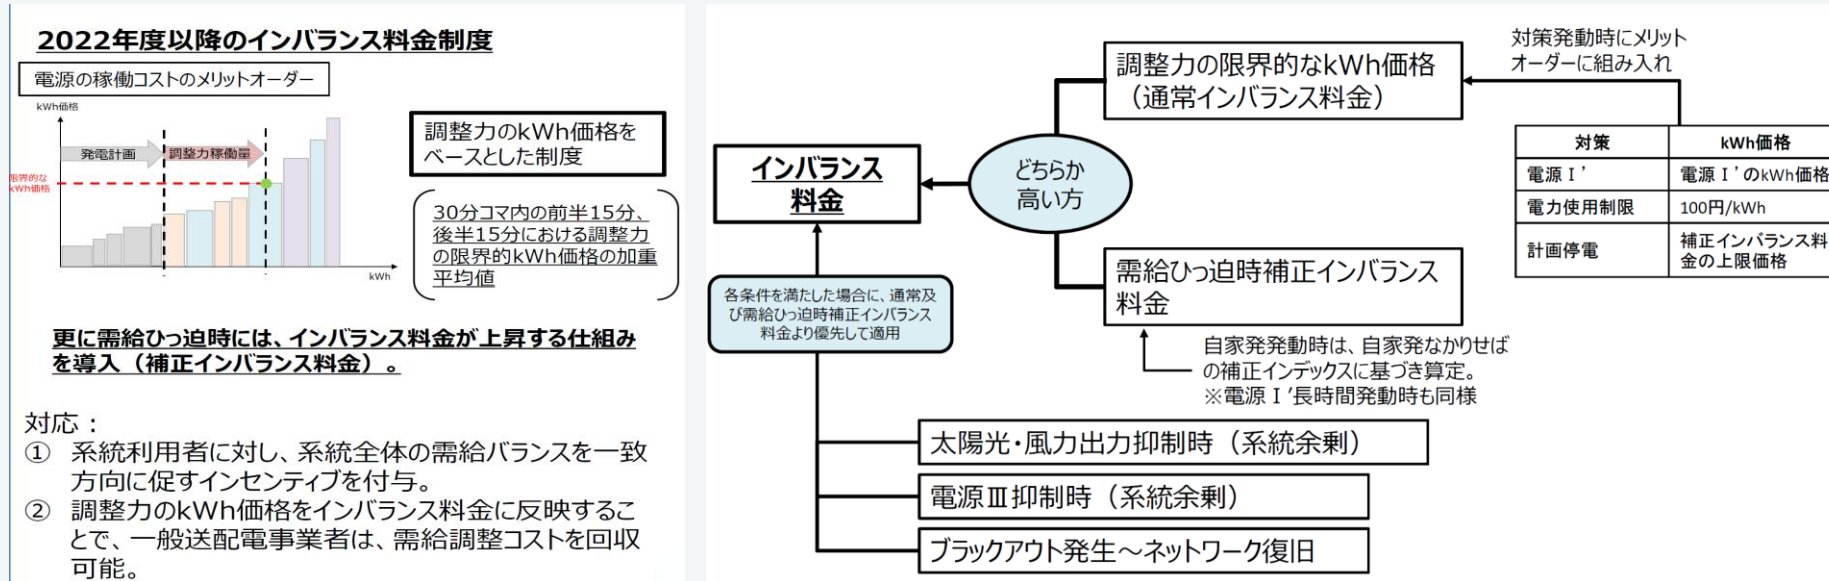 2022年度以降のインバランス料金制度
電源の稼働コストのメリットオーダー
kWh価格
発電計画
調整力稼働量
限界的な
kWh価格
kWh
調整力のkWh価格を
ベースとした制度
30分コマ内の前半15分、
後半15分における調整力
の限界的kWh価格の加重
平均値
更に需給ひっ迫時には、インバランス料金が上昇する仕組み
を導入（補正インバランス料金）。
対応：
① 系統利用者に対し、系統全体の需給バランスを一致
方向に促すインセンティブを付与。
② 調整力のkWh価格をインバランス料金に反映するこ
とで、一般送配電事業者は、需給調整コストを回収
可能。
インバランス
料金
どちらか
高い方
調整力の限界的なkWh価格
（通常インバランス料金）
対策発動時にメリット
オーダーに組み入れ
対策 kWh価格
電源Ⅰ’ 電源Ⅰ’のkWh価格
電力使用制限 100円/kWh
計画停電 補正インバランス料
金の上限価格
需給ひっ迫時補正インバランス
料金
自家発発動時は、自家発なかりせば
の補正インデックスに基づき算定。
※電源Ⅰ’長時間発動時も同様
各条件を満たした場合に、通常及
び需給ひっ迫時補正インバランス
料金より優先して適用
太陽光・風力出力抑制時（系統余剰）
電源Ⅲ抑制時（系統余剰）
ブラックアウト発生～ネットワーク復旧